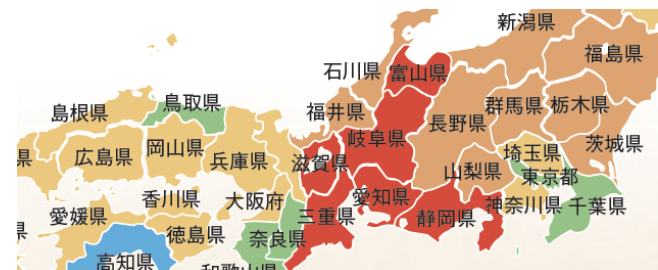 新潟県
福島県
石川県
富山県
島根県
鳥取県
福井県
群馬県
栃木県
長野県
岐阜県
茨城県
広島県
岡山県
兵庫県
滋賀県
埼玉県
山梨県
東京都
香川県
大阪府
愛知県
愛媛県
三重県
静岡県
神奈川県
千葉県
徳島県
奈良県
高知県